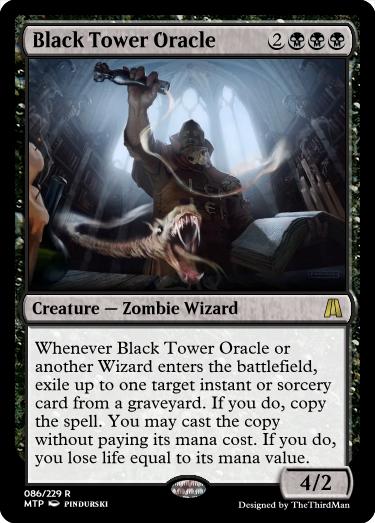 Black Tower Oracle 2
Creature — Zombie Wizard
Whenever Black Tower Oracle or
another Wizard enters the battlefield,
exile up to one target instant or sorcery
card from a graveyard. If you do, copy
the spell. You may cast the copy
without paying its mana cost. If you do,
you lose life equal to its mana value.
4/2
086/229 R
MTP PINDURSKI
Designed by TheThirdMan